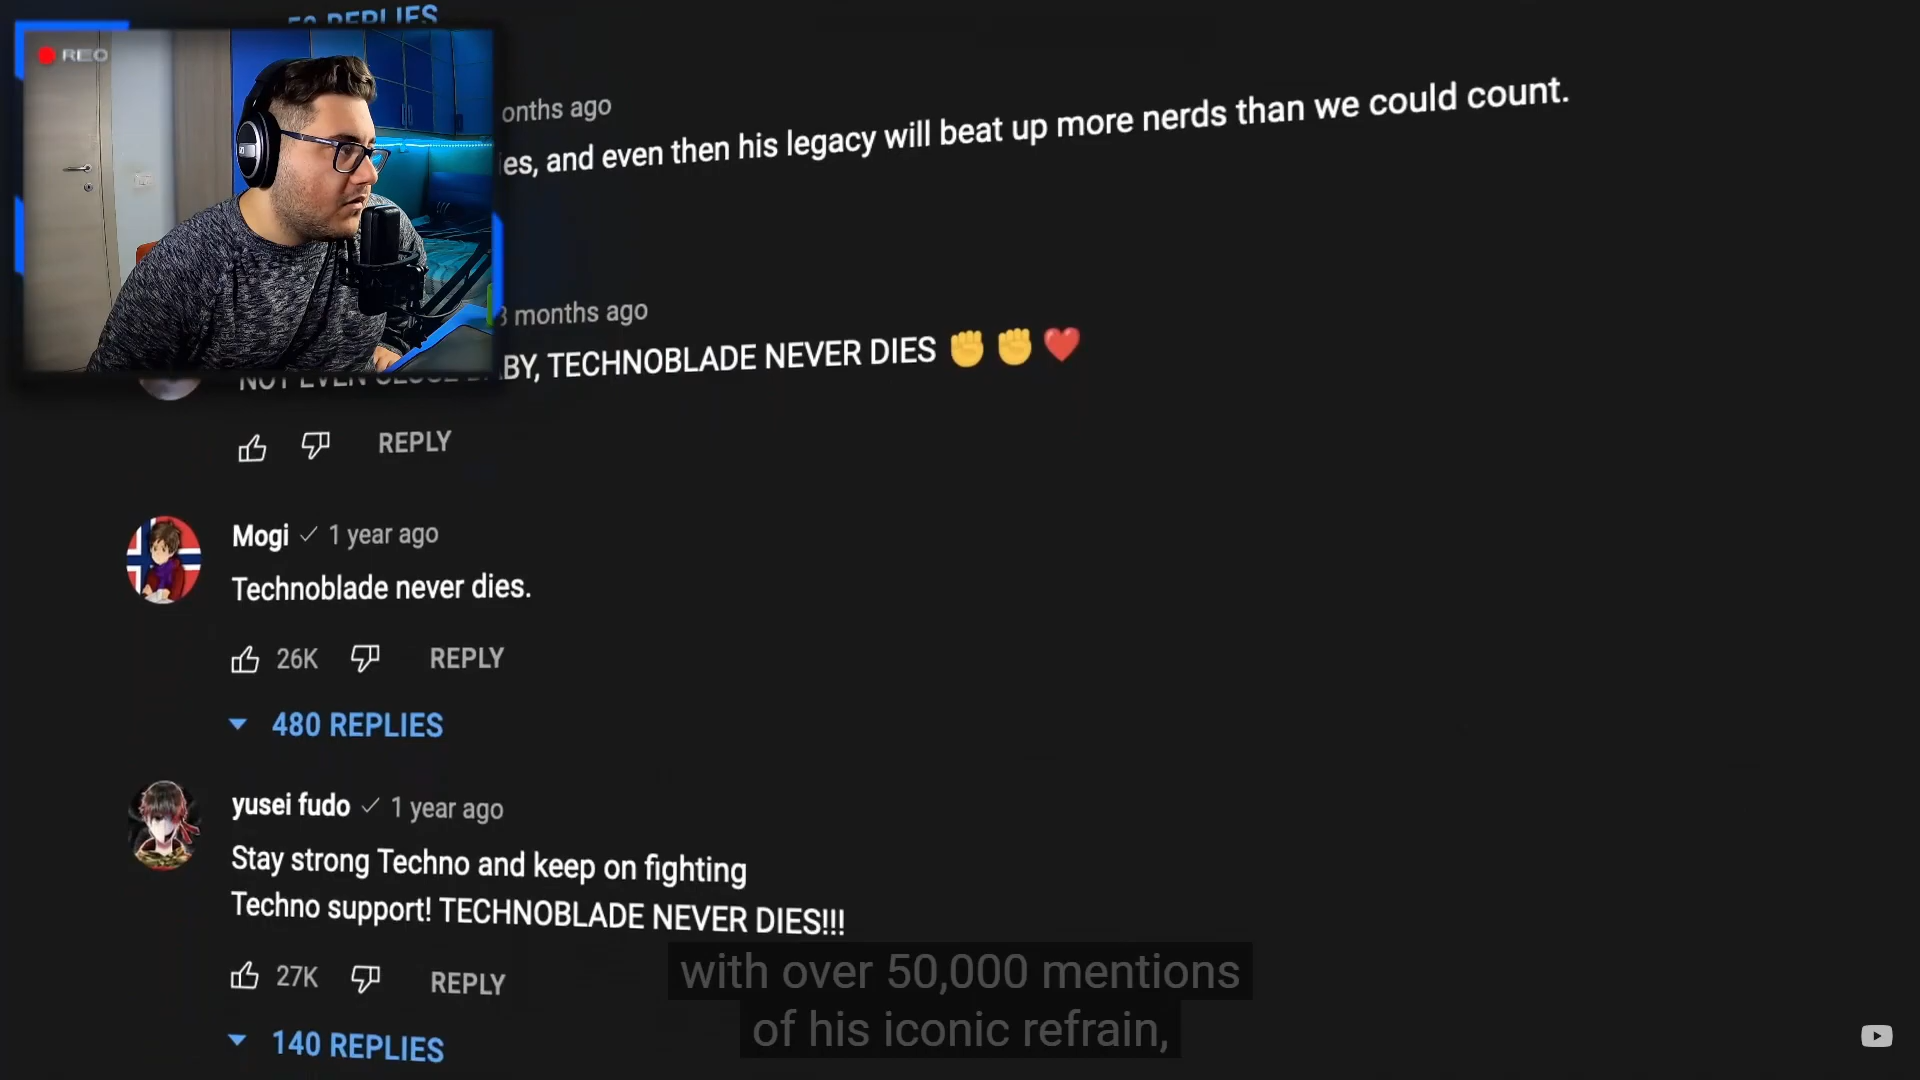 50 REPLIES
REC
onths ago
ies, and even then his legacy will beat up more nerds than we could count.
3 months ago
NOT EVEN CLOSE BABY, TECHNOBLADE NEVER DIES ✊ ✊ ❤️
REPLY
Mogi ✓ 1 year ago
Technoblade never dies.
26K REPLY
480 REPLIES
yusei fudo ✓ 1 year ago
Stay strong Techno and keep on fighting
Techno support! TECHNOBLADE NEVER DIES!!!
27K REPLY
140 REPLIES
with over 50,000 mentions
of his iconic refrain,